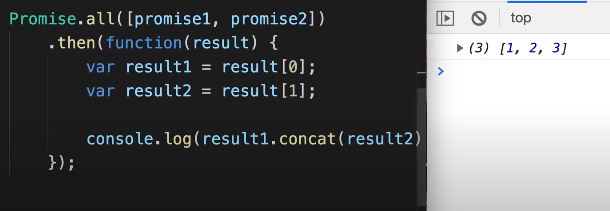 Promise.all([promise1, promise2])
.then(function(result) {
var result1 = result[0];
var result2 = result[1];
console.log(result1.concat(result2)
});
top
(3) [1, 2, 3]